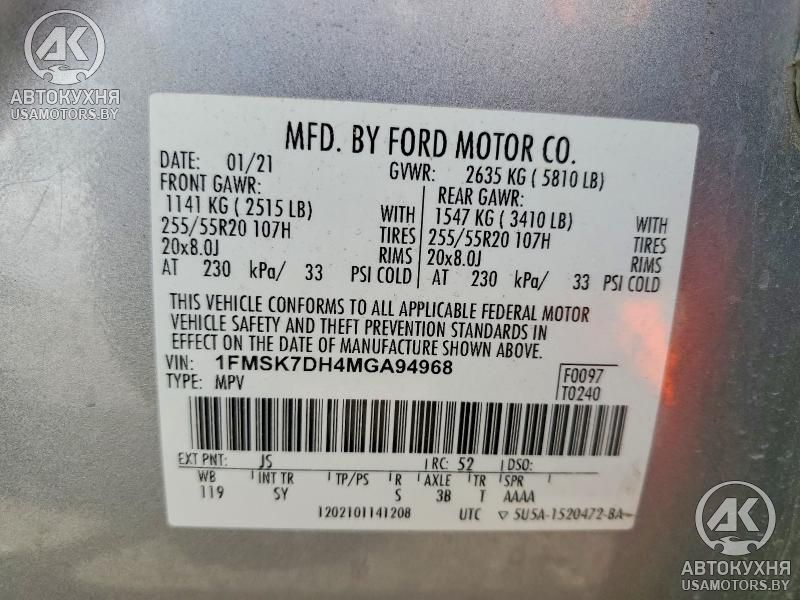 АК
АВТОКУХНЯ
USAMOTORS.BY
MFD. BY FORD MOTOR CO.
DATE: 01/21 GVWR: 2635 KG ( 5810 LB)
FRONT GAWR: REAR GAWR:
1141 KG ( 2515 LB) WITH 1547 KG ( 3410 LB) WITH
255/55R20 107H TIRES 255/55R20 107H TIRES
20x8.0J RIMS 20x8.0J RIMS
AT 230 kPa/ 33 PSI COLD AT 230 kPa/ 33 PSI COLD
THIS VEHICLE CONFORMS TO ALL APPLICABLE FEDERAL MOTOR
VEHICLE SAFETY AND THEFT PREVENTION STANDARDS IN
EFFECT ON THE DATE OF MANUFACTURE SHOWN ABOVE.
VIN: 1FMSK7DH4MGA94968 F0097
TYPE: MPV T0240
EXT PNT: JS RC: 52 DSO:
WB INT TR TP/PS R AXLE TR SPR
119 SY S 3B T AAAA
1202101141208 UTC ▽ 5U5A-1520472-BA
АК
АВТОКУХНЯ
USAMOTORS.BY